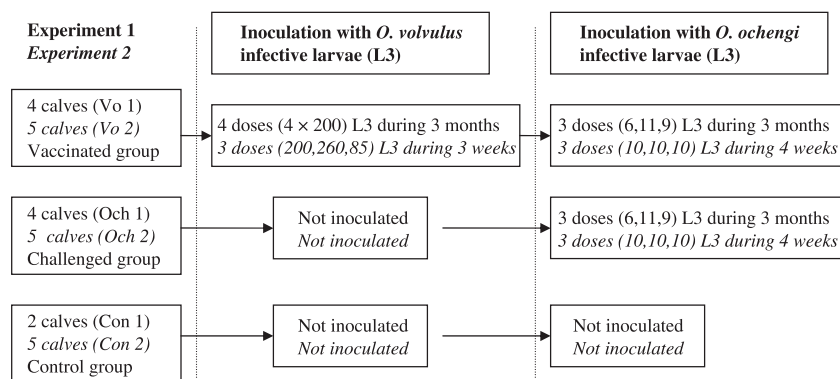 Experiment 1
Experiment 2
Inoculation with O. volvulus
infective larvae (L3)
Inoculation with O. ochengi
infective larvae (L3)
4 calves (Vo 1)
5 calves (Vo 2)
Vaccinated group
4 doses (4 × 200) L3 during 3 months
3 doses (200,260,85) L3 during 3 weeks
3 doses (6,11,9) L3 during 3 months
3 doses (10,10,10) L3 during 4 weeks
4 calves (Och 1)
5 calves (Och 2)
Challenged group
Not inoculated
Not inoculated
3 doses (6,11,9) L3 during 3 months
3 doses (10,10,10) L3 during 4 weeks
2 calves (Con 1)
5 calves (Con 2)
Control group
Not inoculated
Not inoculated
Not inoculated
Not inoculated